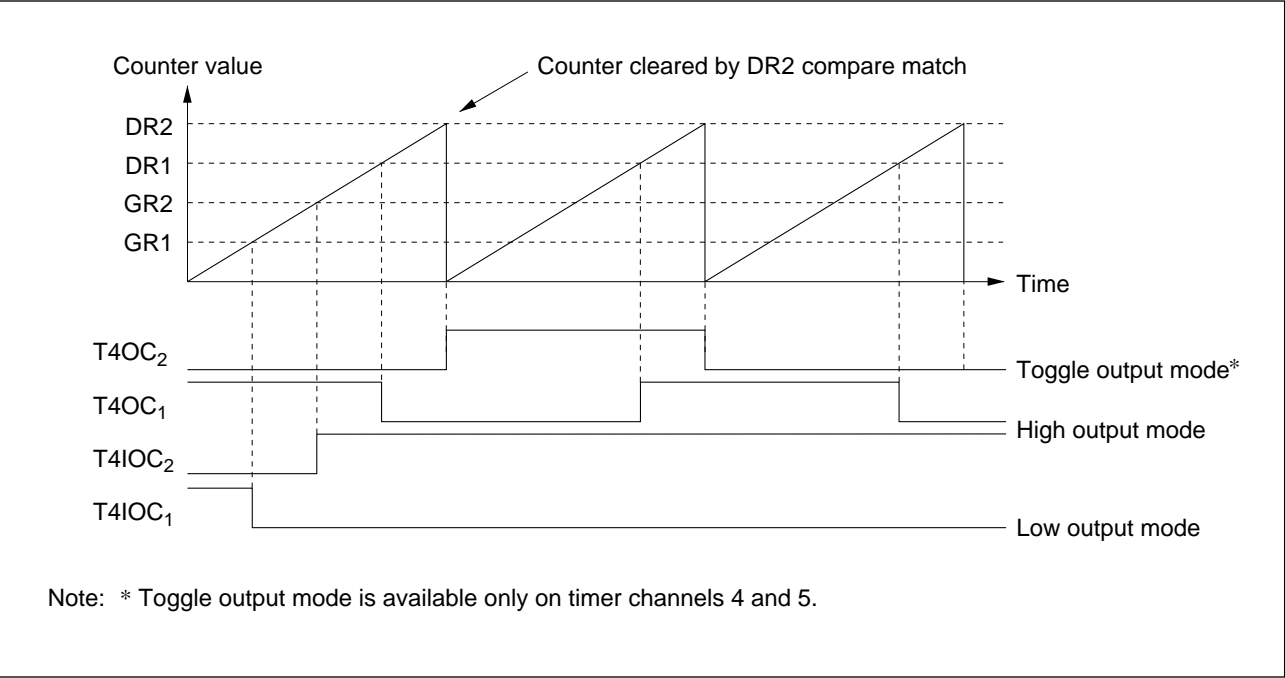 Counter value
Counter cleared by DR2 compare match
DR2
DR1
GR2
GR1
Time
T4OC2
Toggle output mode*
T4OC1
High output mode
T4IOC2
T4IOC1
Low output mode
Note: * Toggle output mode is available only on timer channels 4 and 5.